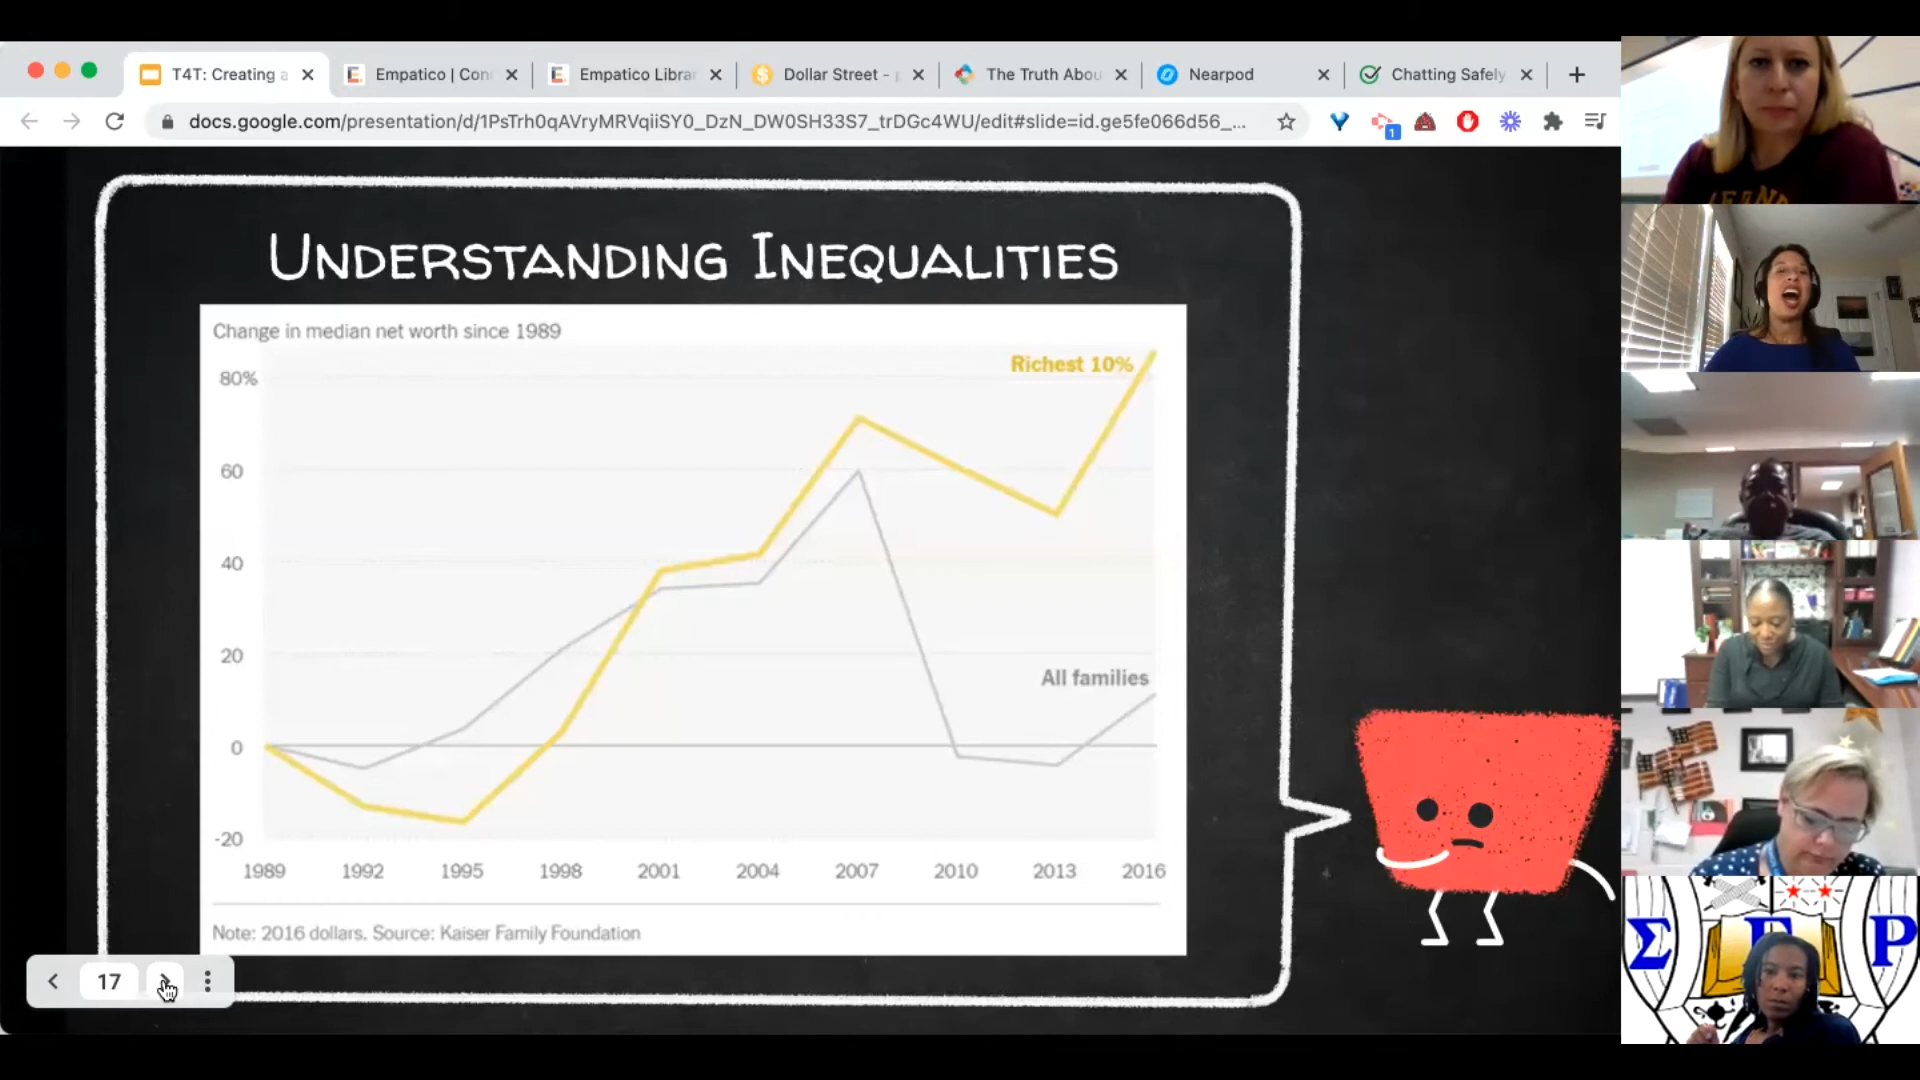 T4T: Creating a
Empatico | Con
Empatico Librar
Dollar Street -
The Truth Abou
Nearpod
Chatting Safely
docs.google.com/presentation/d/1PsTrh0qAVryMRVqiiSY0_DzN_DW0SH33S7_trDGc4WU/edit#slide=id.ge5fe066d56_...
1
UNDERSTANDING INEQUALITIES
Change in median net worth since 1989
Richest 10%
80%
60
40
20
All families
0
-20
1989 1992 1995 1998 2001 2004 2007 2010 2013 2016
Note: 2016 dollars. Source: Kaiser Family Foundation
17
Σ Γ Ρ